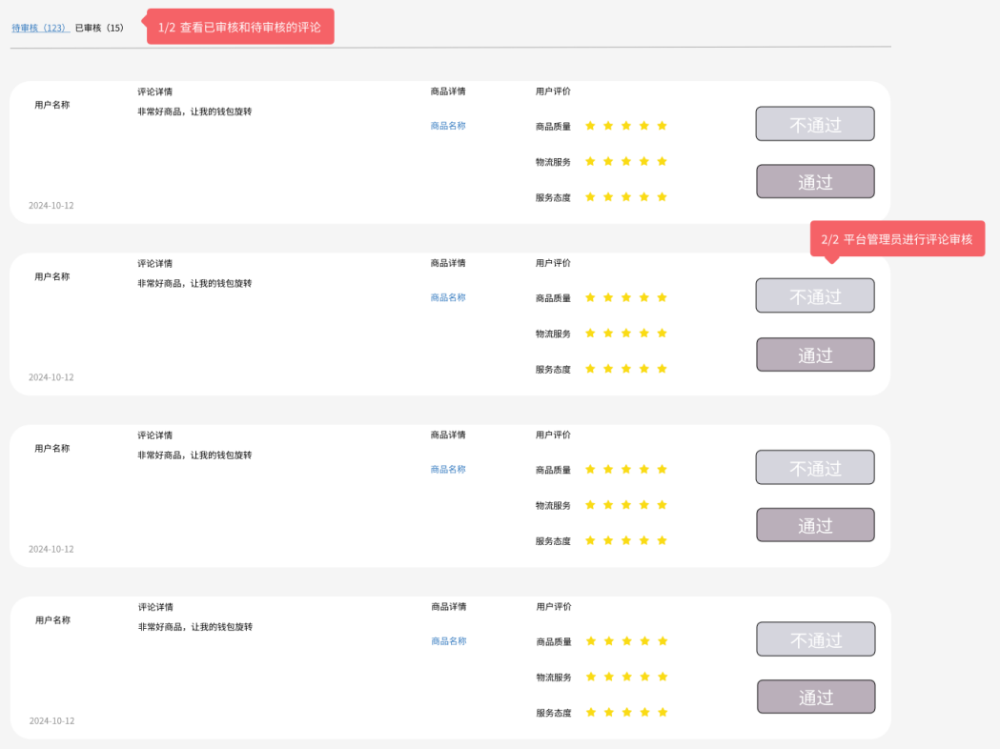 待审核（123） 已审核（15）
1/2 查看已审核和待审核的评论
用户名称
评论详情
非常好商品，让我的钱包旋转
商品详情
商品名称
用户评价
商品质量
物流服务
服务态度
不通过
通过
2024-10-12
2/2 平台管理员进行评论审核
用户名称
评论详情
非常好商品，让我的钱包旋转
商品详情
商品名称
用户评价
商品质量
物流服务
服务态度
不通过
通过
2024-10-12
用户名称
评论详情
非常好商品，让我的钱包旋转
商品详情
商品名称
用户评价
商品质量
物流服务
服务态度
不通过
通过
2024-10-12
用户名称
评论详情
非常好商品，让我的钱包旋转
商品详情
商品名称
用户评价
商品质量
物流服务
服务态度
不通过
通过
2024-10-12